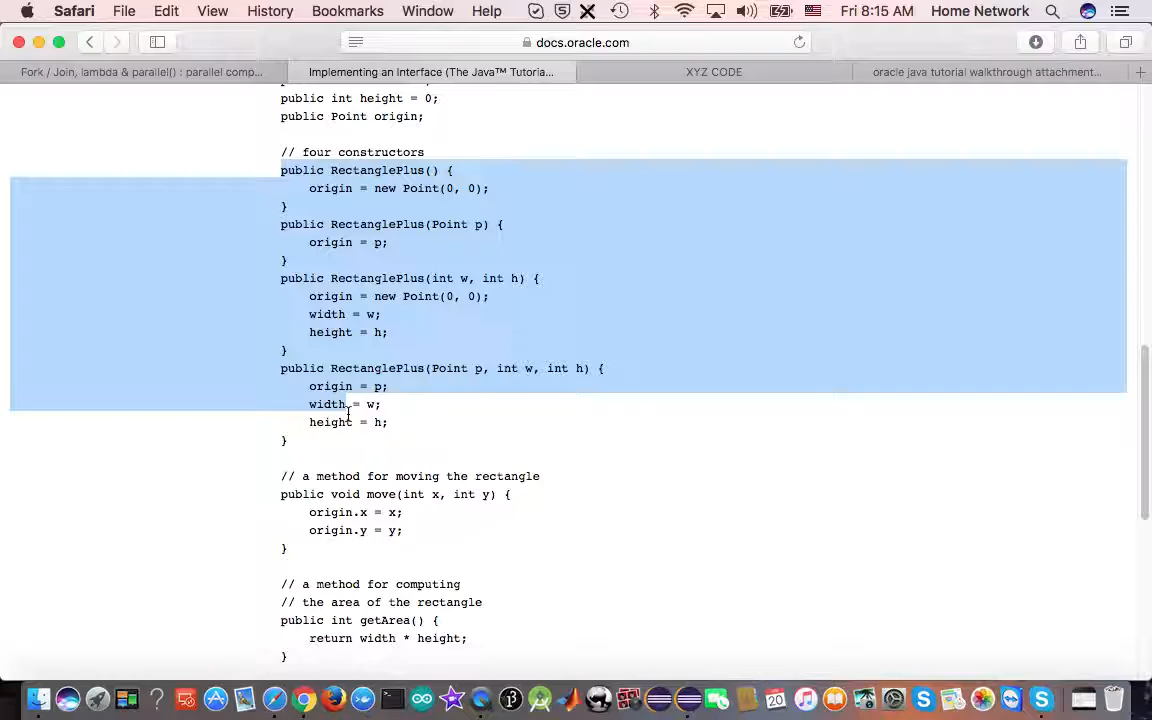 Safari File Edit View History Bookmarks Window Help Fri 8:15 AM Home Network
docs.oracle.com
Fork / Join, lambda & parallel() : parallel comp... Implementing an Interface (The Java™ Tutoria... XYZ CODE oracle java tutorial walkthrough attachment...
public int height = 0;
public Point origin;
// four constructors
public RectanglePlus() {
origin = new Point(0, 0);
}
public RectanglePlus(Point p) {
origin = p;
}
public RectanglePlus(int w, int h) {
origin = new Point(0, 0);
width = w;
height = h;
}
public RectanglePlus(Point p, int w, int h) {
origin = p;
width = w;
height = h;
}
// a method for moving the rectangle
public void move(int x, int y) {
origin.x = x;
origin.y = y;
}
// a method for computing
// the area of the rectangle
public int getArea() {
return width * height;
}